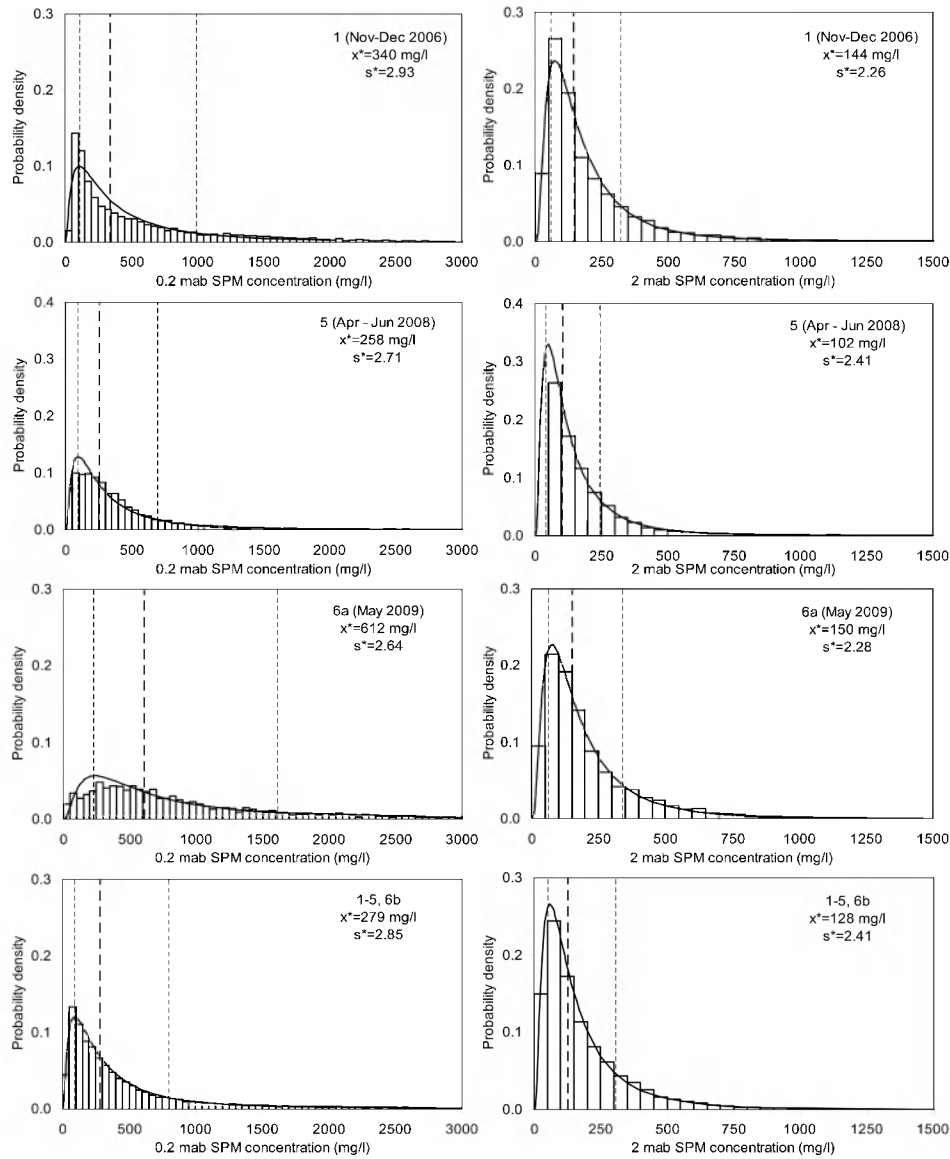 0.3
0.2
0.1
0.0
Probability density
1 (Nov-Dec 2006)
x*=340 mg/l
s*=2.93
0 500 1000 1500 2000 2500 3000
0.2 mab SPM concentration (mg/l)
0.3
0.2
0.1
0.0
Probability density
1 (Nov-Dec 2006)
x*=144 mg/l
s*=2.26
0 250 500 750 1000 1250 1500
2 mab SPM concentration (mg/l)
0.4
0.3
0.2
0.1
0.0
Probability density
5 (Apr - Jun 2008)
x*=258 mg/l
s*=2.71
0 500 1000 1500 2000 2500 3000
0.2 mab SPM concentration (mg/l)
0.4
0.3
0.2
0.1
0.0
Probability density
5 (Apr - Jun 2008)
x*=102 mg/l
s*=2.41
0 250 500 750 1000 1250 1500
2 mab SPM concentration (mg/l)
0.3
0.2
0.1
0.0
Probability density
6a (May 2009)
x*=612 mg/l
s*=2.64
0 500 1000 1500 2000 2500 3000
0.2 mab SPM concentration (mg/l)
0.3
0.2
0.1
0.0
Probability density
6a (May 2009)
x*=150 mg/l
s*=2.28
0 250 500 750 1000 1250 1500
2 mab SPM concentration (mg/l)
0.3
0.2
0.1
0.0
Probability density
1-5, 6b
x*=279 mg/l
s*=2.85
0 500 1000 1500 2000 2500 3000
0.2 mab SPM concentration (mg/l)
0.3
0.2
0.1
0.0
Probability density
1-5, 6b
x*=128 mg/l
s*=2.41
0 250 500 750 1000 1250 1500
2 mab SPM concentration (mg/l)